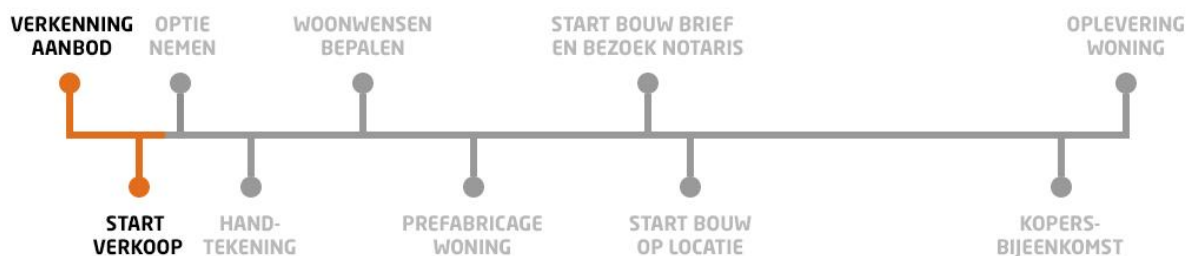 VERKENNING
AANBOD
OPTIE
NEMEN
WOONWENSEN
BEPALEN
START BOUW BRIEF
EN BEZOEK NOTARIS
OPLEVERING
WONING
START
VERKOOP
HAND-
TEKENING
PREFABRICAGE
WONING
START BOUW
OP LOCATIE
KOPERS-
BIJEENKOMST